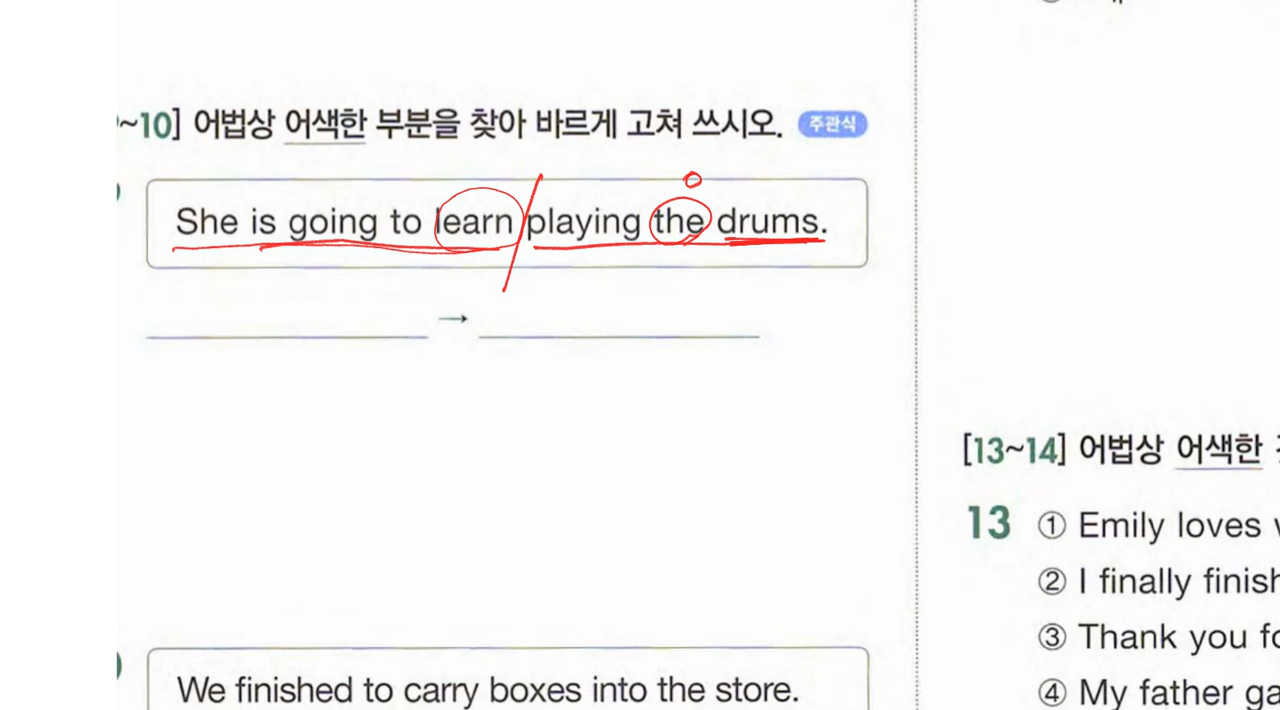 ~10] 어법상 어색한 부분을 찾아 바르게 고쳐 쓰시오. 주관식
She is going to learn playing the drums.
→
We finished to carry boxes into the store.
[13~14] 어법상 어색한
13 ① Emily loves
② I finally finish
③ Thank you fo
④ My father ga